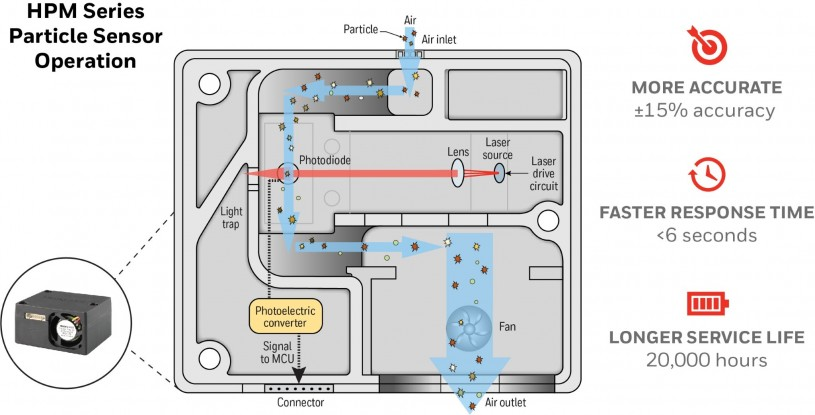 HPM Series
Particle Sensor
Operation
Air
Particle
Air inlet
Photodiode
Lens
Laser
source
Laser
drive
circuit
Light
trap
Photoelectric
converter
Signal
to MCU
Fan
Connector
Air outlet
MORE ACCURATE
±15% accuracy
FASTER RESPONSE TIME
<6 seconds
LONGER SERVICE LIFE
20,000 hours